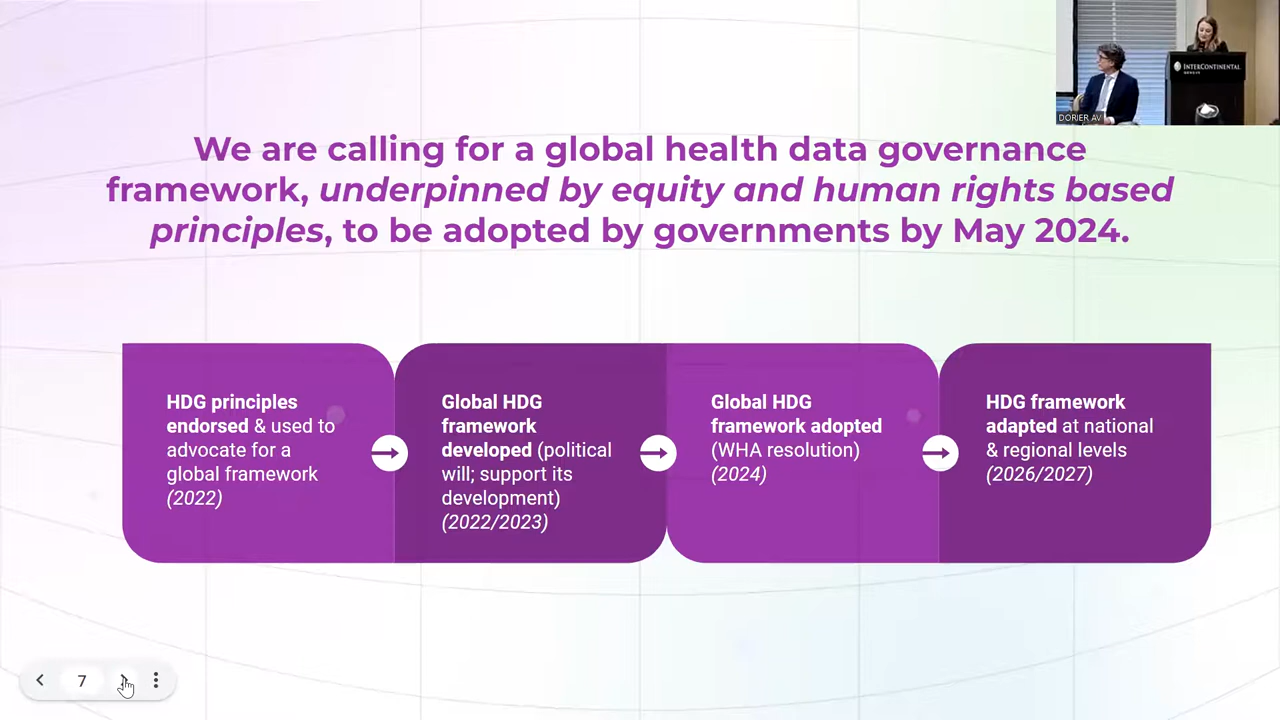 We are calling for a global health data governance
framework, underpinned by equity and human rights based
principles, to be adopted by governments by May 2024.
HDG principles
endorsed & used to
advocate for a
global framework
(2022)
Global HDG
framework
developed (political
will; support its
development)
(2022/2023)
Global HDG
framework adopted
(WHA resolution)
(2024)
HDG framework
adapted at national
& regional levels
(2026/2027)
INTERCONTINENTAL
DORIER AV
7